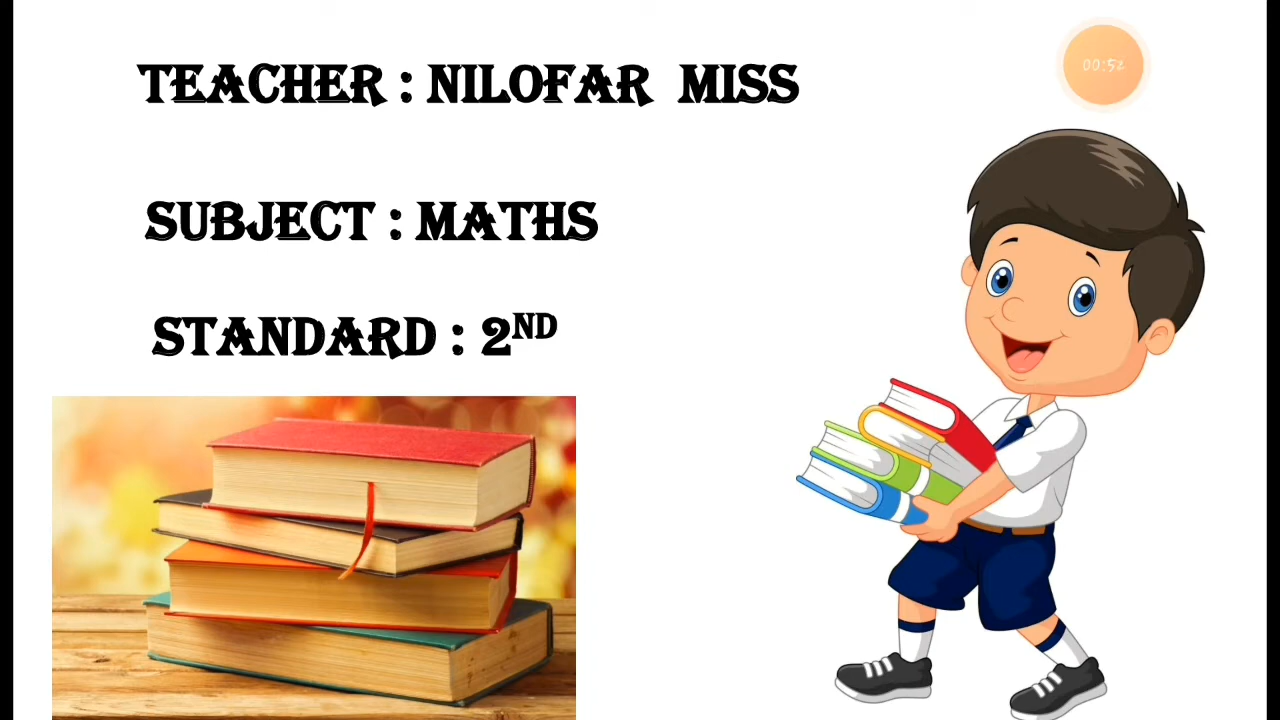 TEACHER : NILOFAR MISS
00:52
SUBJECT : MATHS
STANDARD : 2ND